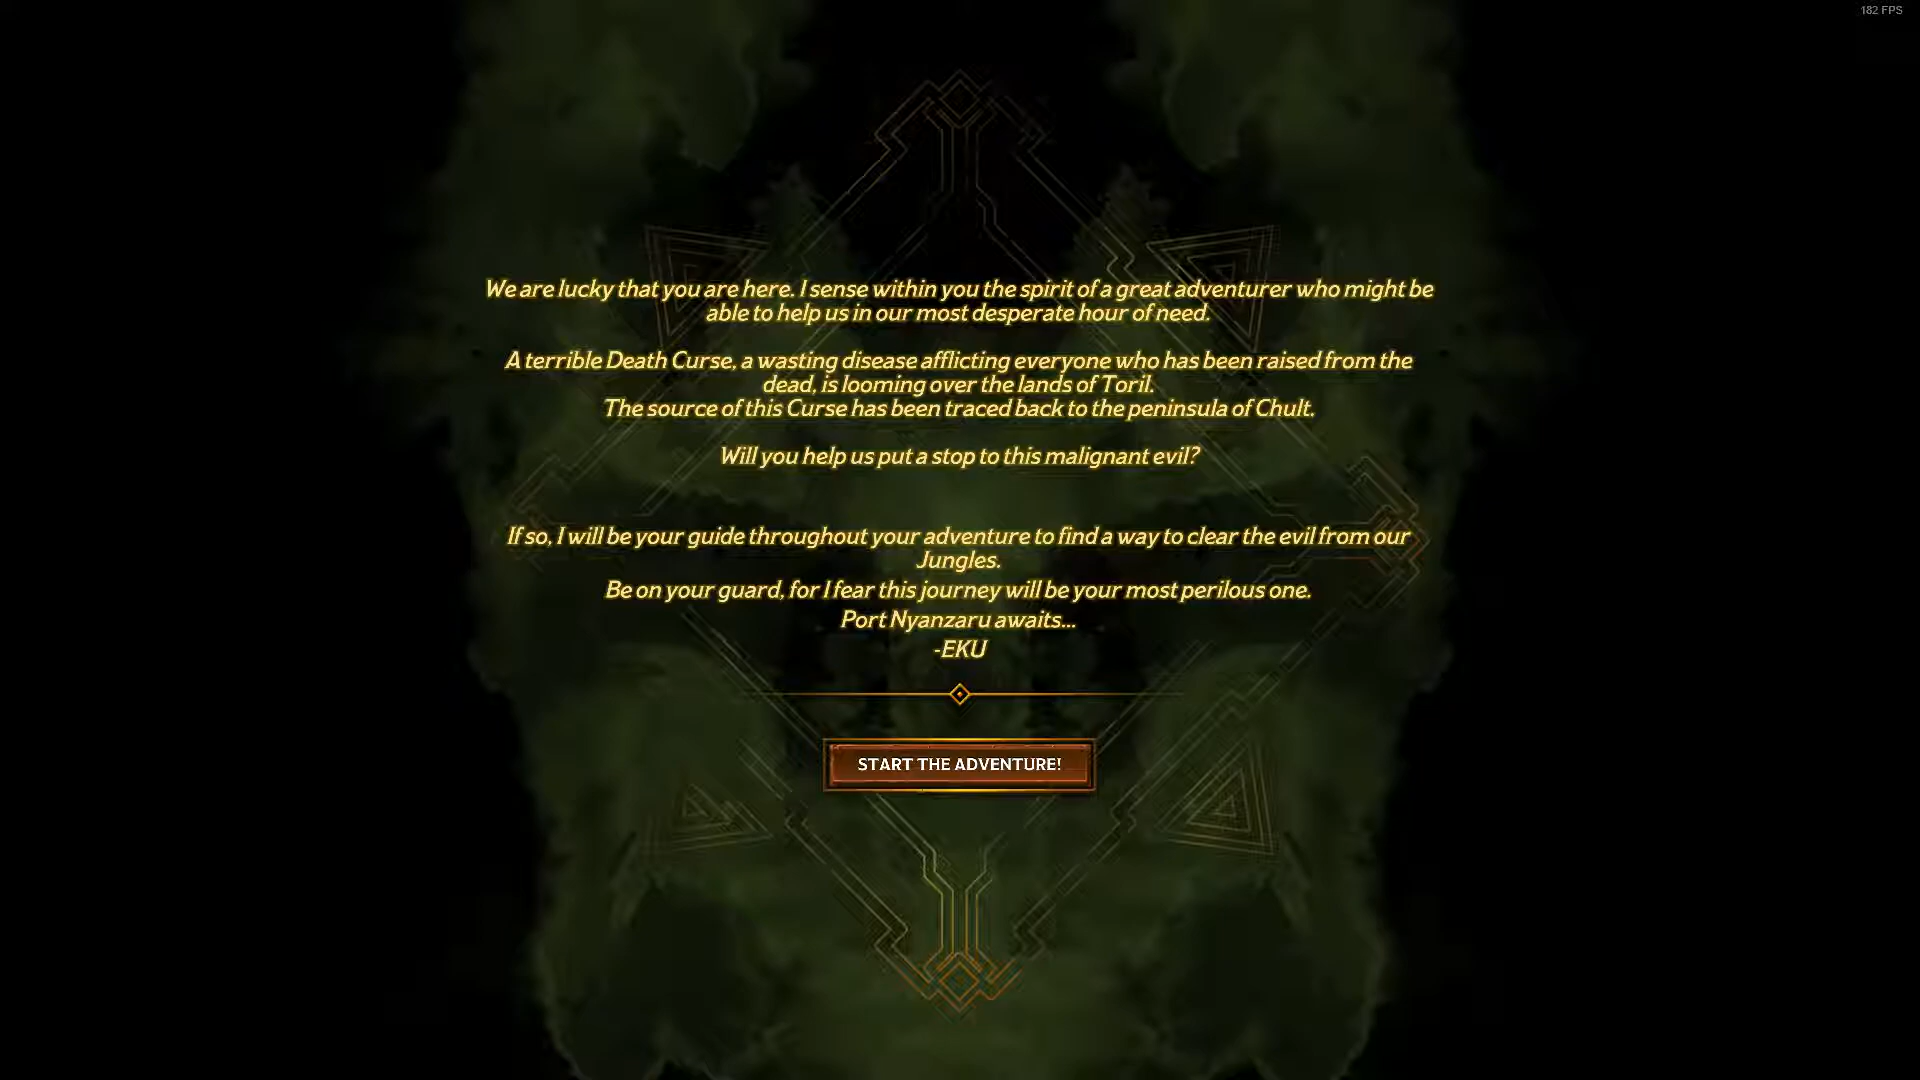 182 FPS
We are lucky that you are here. I sense within you the spirit of a great adventurer who might be
able to help us in our most desperate hour of need.
A terrible Death Curse, a wasting disease afflicting everyone who has been raised from the
dead, is looming over the lands of Toril.
The source of this Curse has been traced back to the peninsula of Chult.
Will you help us put a stop to this malignant evil?
If so, I will be your guide throughout your adventure to find a way to clear the evil from our
Jungles.
Be on your guard, for I fear this journey will be your most perilous one.
Port Nyanzaru awaits...
-EKU
START THE ADVENTURE!